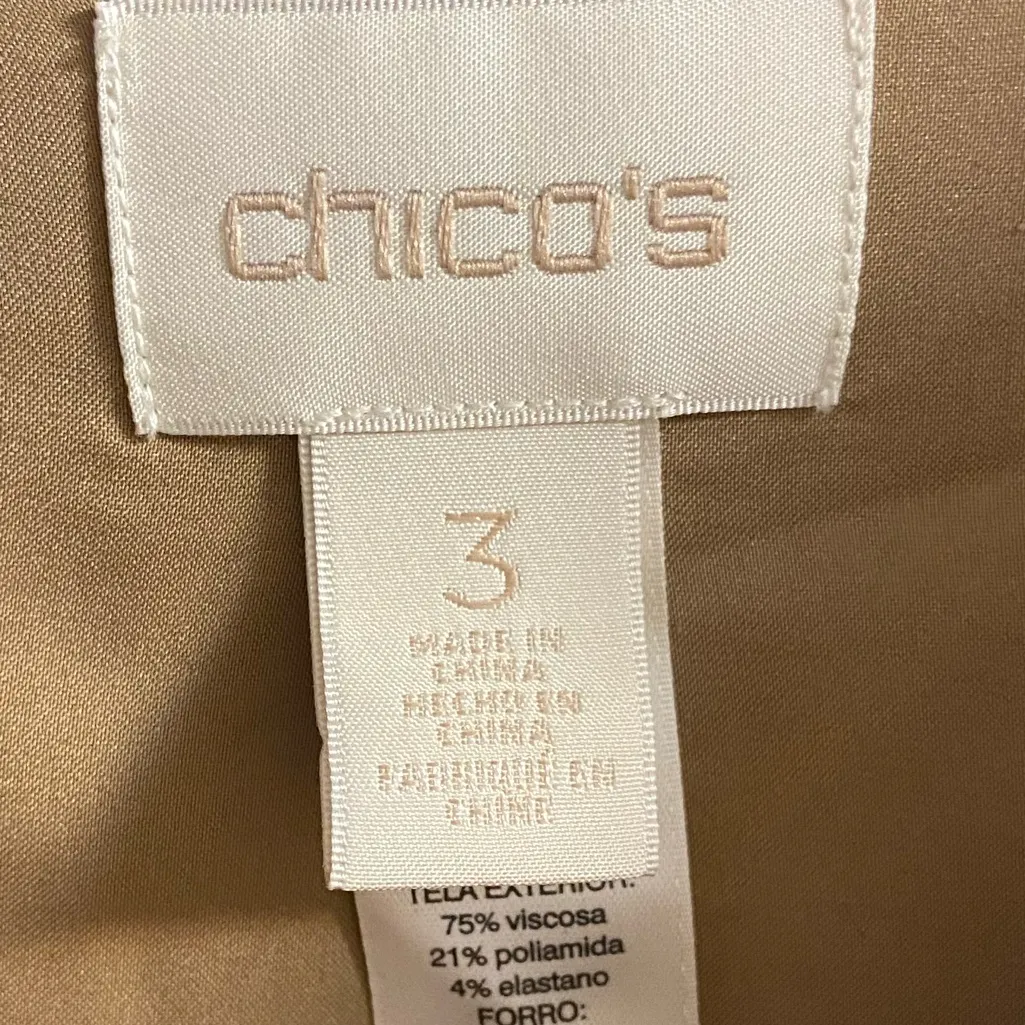 chico's
3
MADE IN
CHINA
HECHO EN
CHINA
FABRIQUÉ EN
CHINE
TELA EXTERIOR:
75% viscosa
21% poliamida
4% elastano
FORRO: